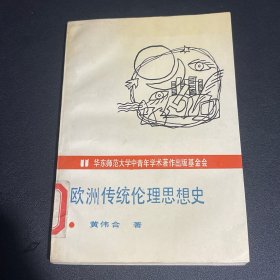 华东师范大学中青年学术著作出版基金会
欧洲传统伦理思想史
黄伟合 著